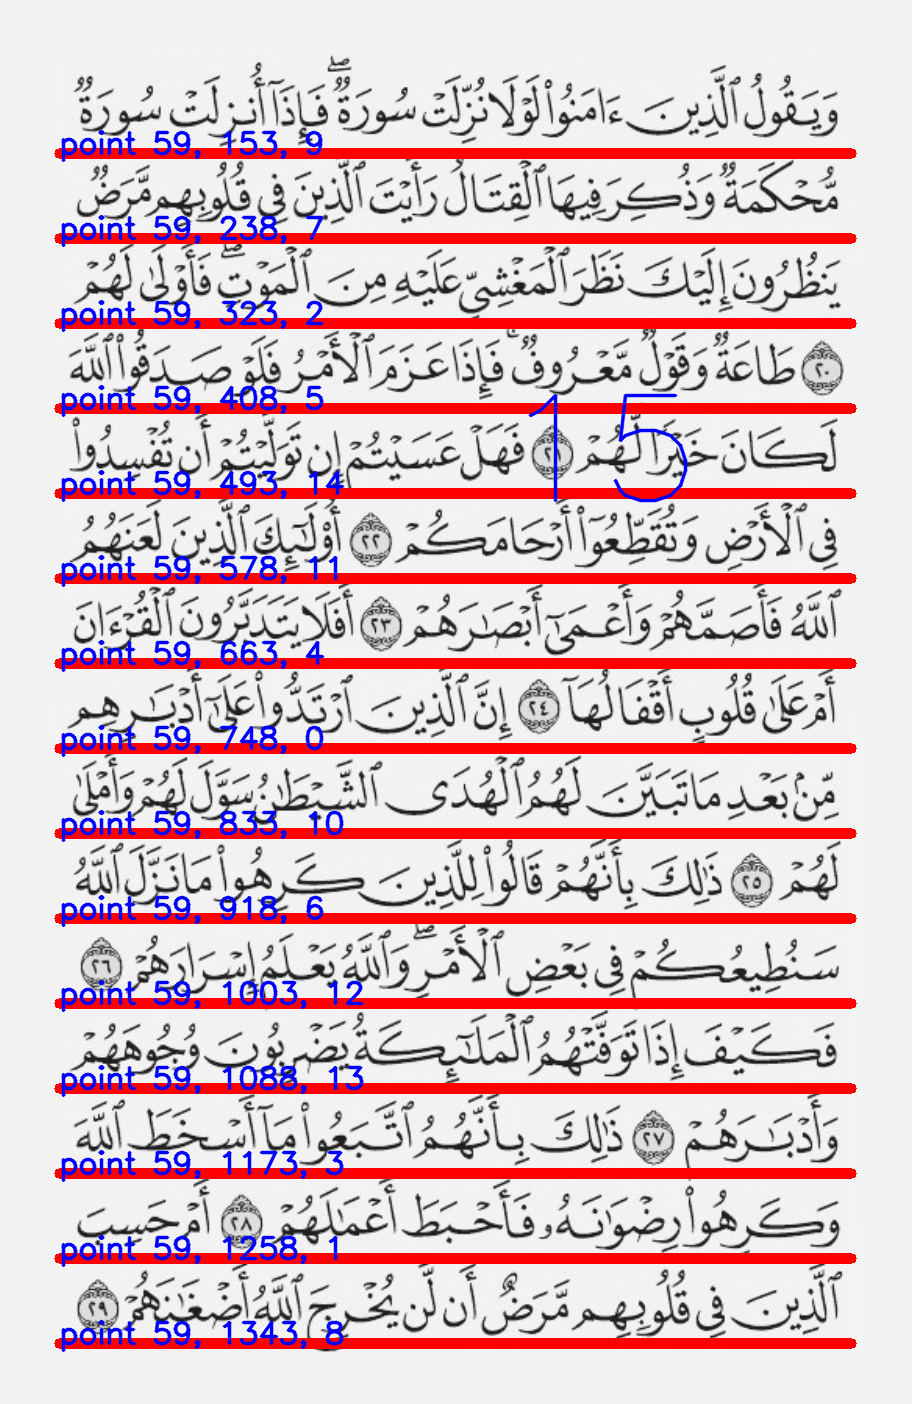 وَيَقُولُ ٱلَّذِينَ ءَامَنُوا۟ لَوْلَا نُزِّلَتْ سُورَةٌ ۖ فَإِذَآ أُنزِلَتْ سُورَةٌ
point 59, 153, 9
مُّحْكَمَةٌ وَذُكِرَ فِيهَا ٱلْقِتَالُ رَأَيْتَ ٱلَّذِينَ فِى قُلُوبِهِم مَّرَضٌ
point 59, 238, 7
يَنظُرُونَ إِلَيْكَ نَظَرَ ٱلْمَغْشِىِّ عَلَيْهِ مِنَ ٱلْمَوْتِ ۖ فَأَوْلَىٰ لَهُمْ
point 59, 323, 2
٢٠ طَاعَةٌ وَقَوْلٌ مَّعْرُوفٌ ۚ فَإِذَا عَزَمَ ٱلْأَمْرُ فَلَوْ صَدَقُوا۟ ٱللَّهَ
point 59, 408, 5
لَكَانَ خَيْرًا لَّهُمْ ٢١ فَهَلْ عَسَيْتُمْ إِن تَوَلَّيْتُمْ أَن تُفْسِدُوا۟
15
point 59, 493, 14
فِى ٱلْأَرْضِ وَتُقَطِّعُوٓا۟ أَرْحَامَكُمْ ٢٢ أُو۟لَـٰٓئِكَ ٱلَّذِينَ لَعَنَهُمُ
point 59, 578, 11
ٱللَّهُ فَأَصَمَّهُمْ وَأَعْمَىٰٓ أَبْصَـٰرَهُمْ ٢٣ أَفَلَا يَتَدَبَّرُونَ ٱلْقُرْءَانَ
point 59, 663, 4
أَمْ عَلَىٰ قُلُوبٍ أَقْفَالُهَآ ٢٤ إِنَّ ٱلَّذِينَ ٱرْتَدُّوا۟ عَلَىٰٓ أَدْبَـٰرِهِم
point 59, 748, 0
مِّنۢ بَعْدِ مَا تَبَيَّنَ لَهُمُ ٱلْهُدَى ٱلشَّيْطَـٰنُ سَوَّلَ لَهُمْ وَأَمْلَىٰ
point 59, 833, 10
لَهُمْ ٢٥ ذَٰلِكَ بِأَنَّهُمْ قَالُوا۟ لِلَّذِينَ كَرِهُوا۟ مَا نَزَّلَ ٱللَّهُ
point 59, 918, 6
سَنُطِيعُكُمْ فِى بَعْضِ ٱلْأَمْرِ ۖ وَٱللَّهُ يَعْلَمُ إِسْرَارَهُمْ ٢٦
point 59, 1003, 12
فَكَيْفَ إِذَا تَوَفَّتْهُمُ ٱلْمَلَـٰٓئِكَةُ يَضْرِبُونَ وُجُوهَهُمْ
point 59, 1088, 13
وَأَدْبَـٰرَهُمْ ٢٧ ذَٰلِكَ بِأَنَّهُمُ ٱتَّبَعُوا۟ مَآ أَسْخَطَ ٱللَّهَ
point 59, 1173, 3
وَكَرِهُوا۟ رِضْوَٰنَهُۥ فَأَحْبَطَ أَعْمَـٰلَهُمْ ٢٨ أَمْ حَسِبَ
point 59, 1258, 1
ٱلَّذِينَ فِى قُلُوبِهِم مَّرَضٌ أَن لَّن يُخْرِجَ ٱللَّهُ أَضْغَـٰنَهُمْ ٢٩
point 59, 1343, 8